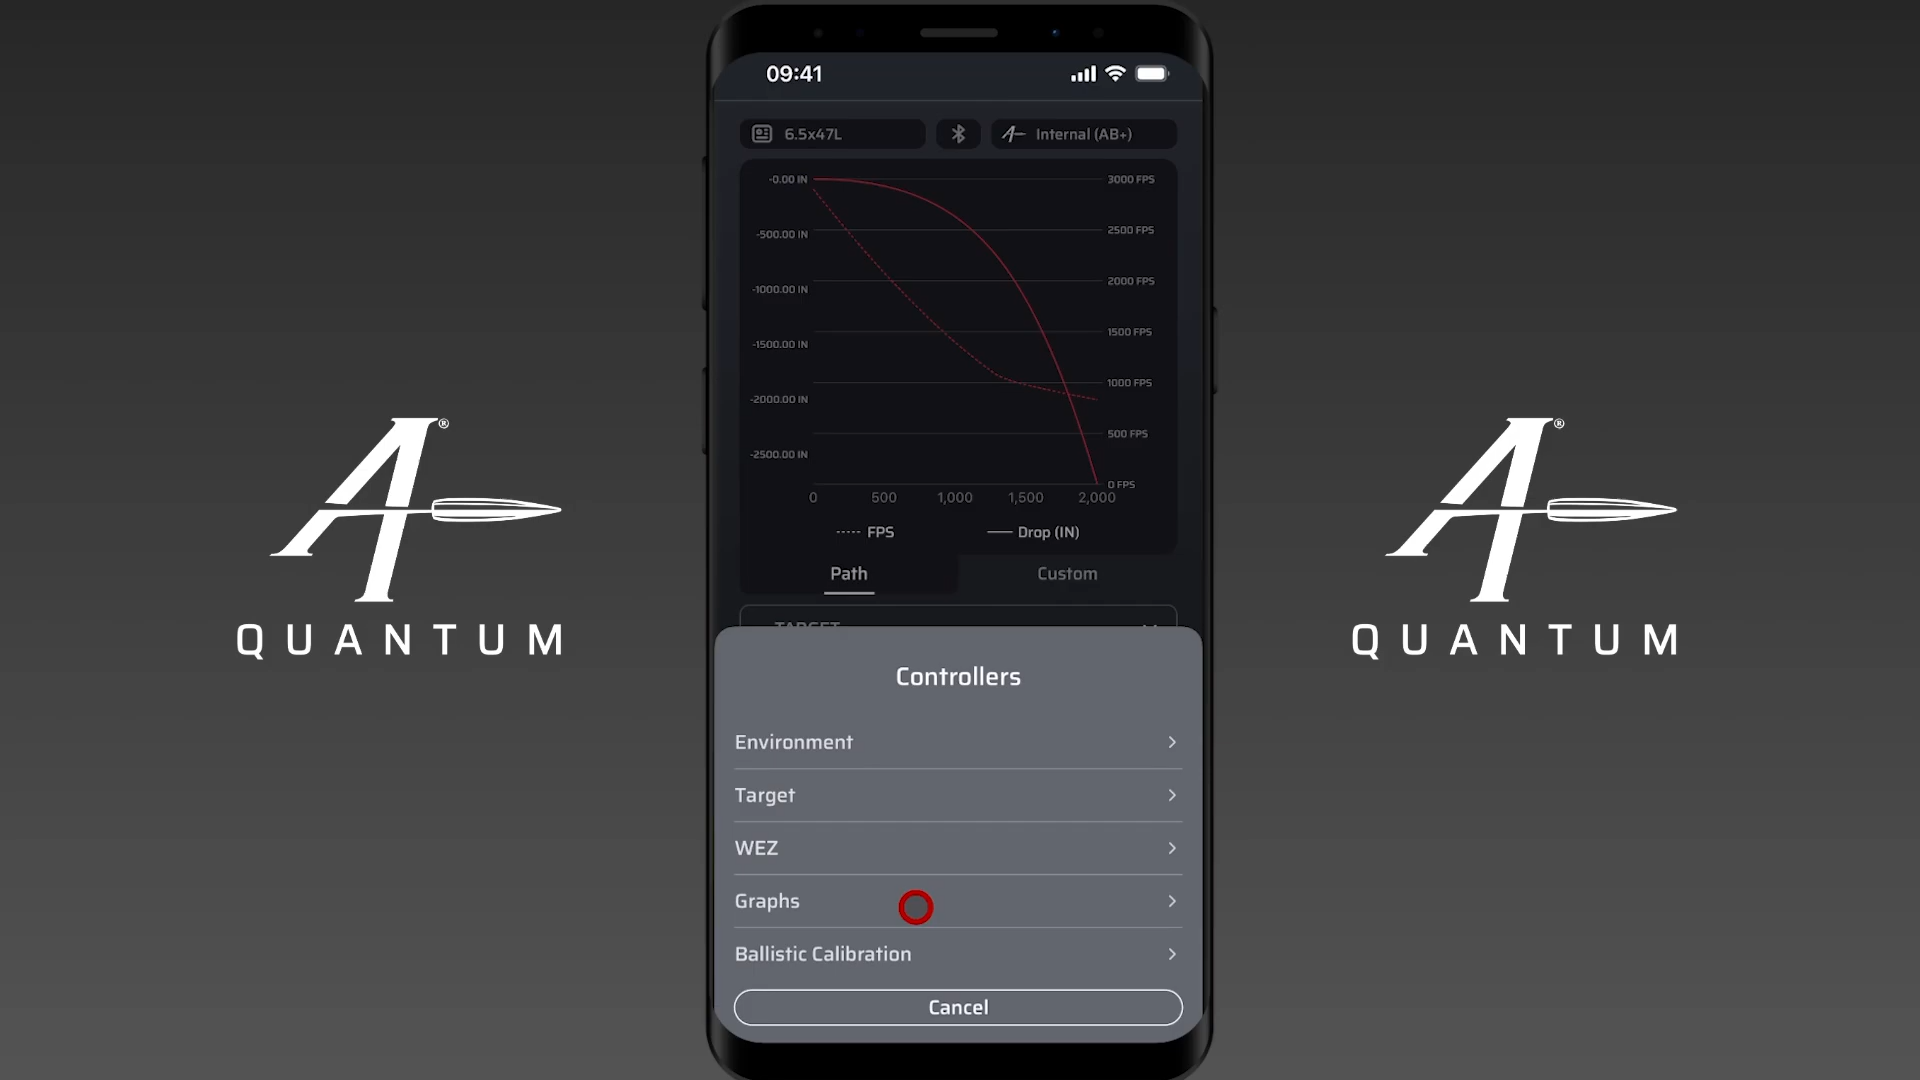 09:41
6.5x47L
Internal (AB+)
-0.00 IN
3000 FPS
-500.00 IN
2500 FPS
-1000.00 IN
2000 FPS
-1500.00 IN
1500 FPS
-2000.00 IN
1000 FPS
-2500.00 IN
500 FPS
0 FPS
0 500 1,000 1,500 2,000
FPS Drop (IN)
Path Custom
TARGET
Controllers
Environment
Target
WEZ
Graphs
Ballistic Calibration
Cancel
A®
QUANTUM
A®
QUANTUM